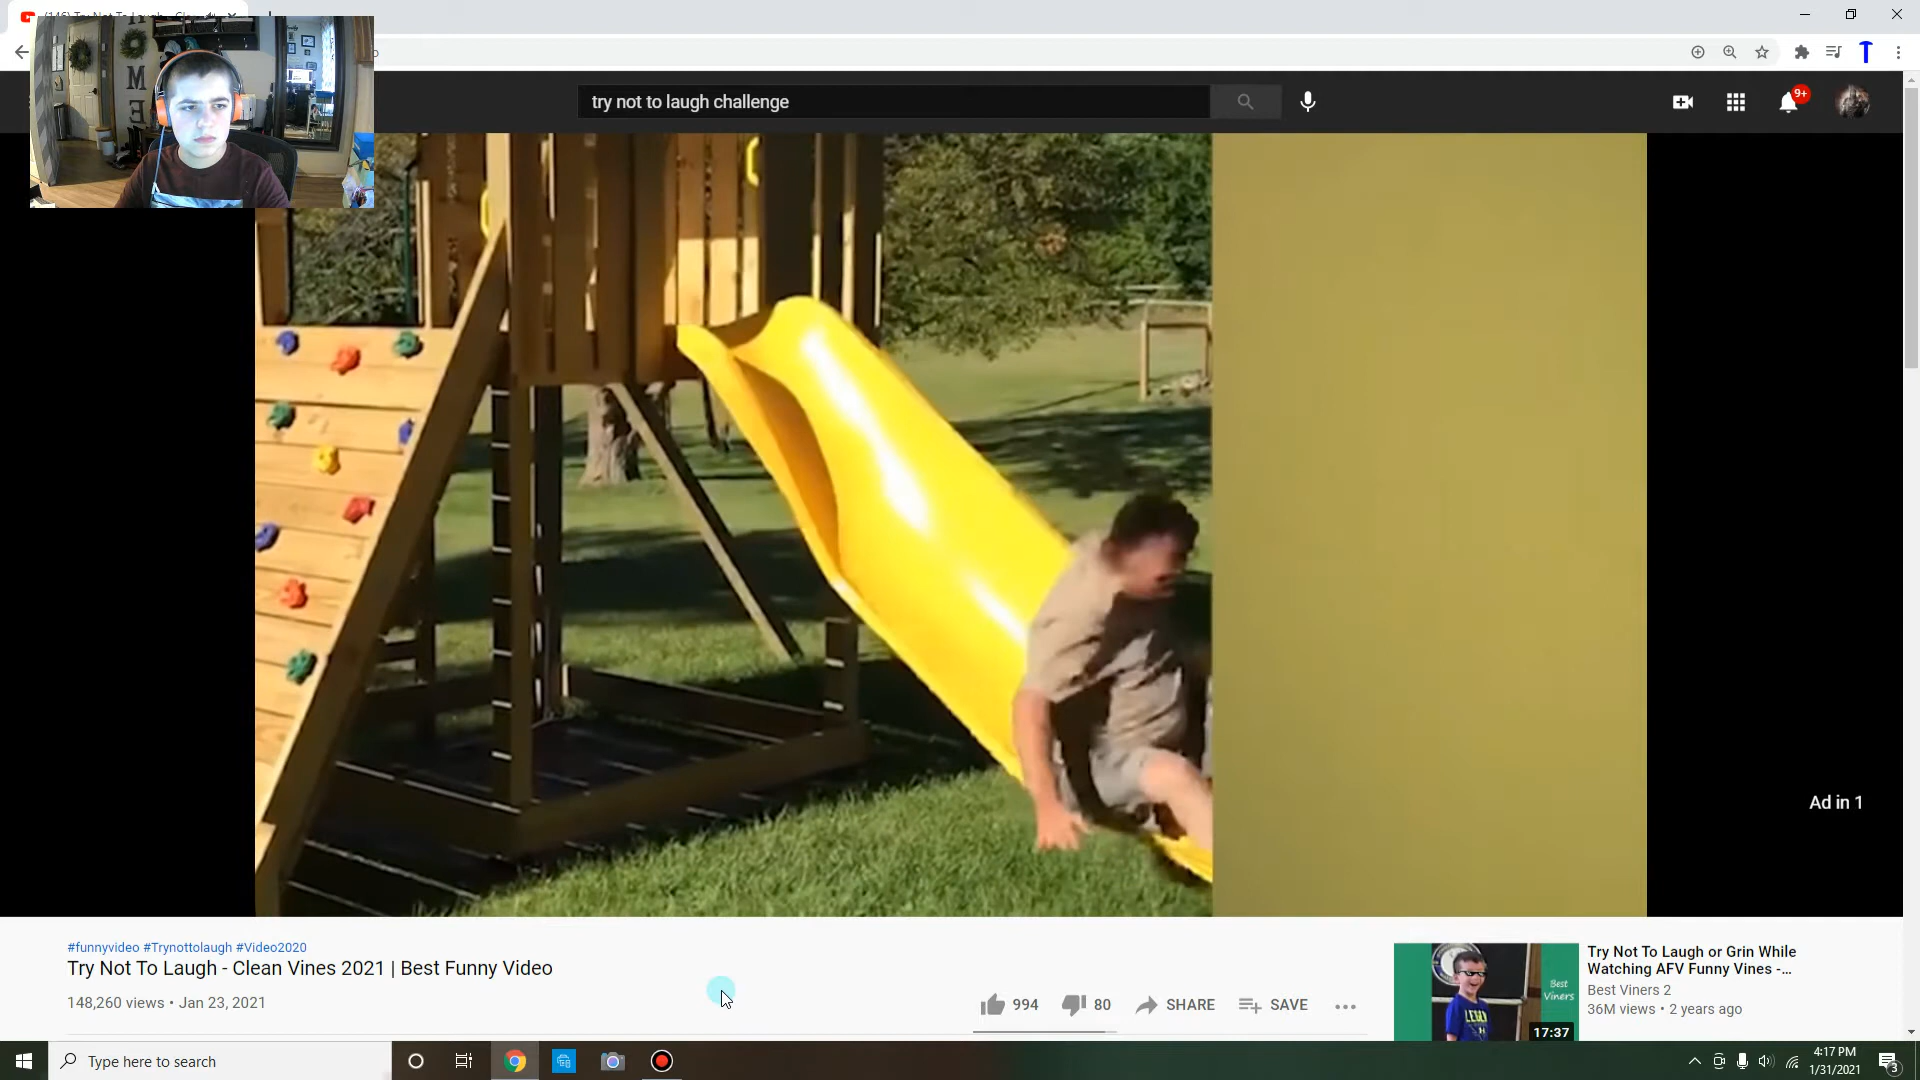 try not to laugh challenge
9+
Ad in 1
#funnyvideo #Trynottolaugh #Video2020
Try Not To Laugh - Clean Vines 2021 | Best Funny Video
148,260 views • Jan 23, 2021
994
80
SHARE
SAVE
Best
Viners
17:37
Try Not To Laugh or Grin While
Watching AFV Funny Vines -...
Best Viners 2
36M views • 2 years ago
Type here to search
4:17 PM
1/31/2021
3